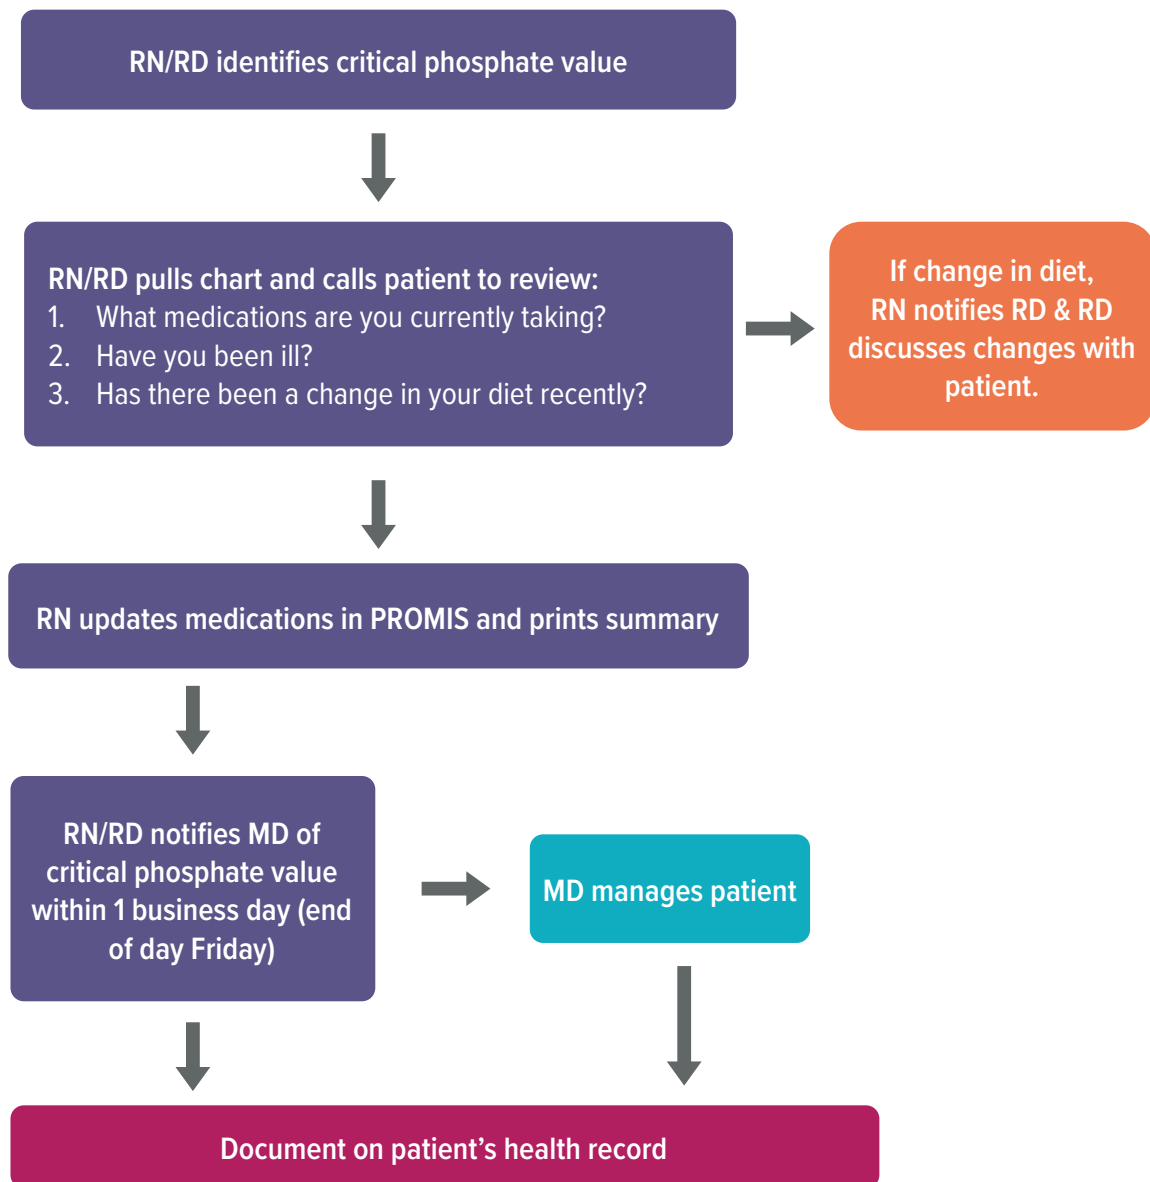 RN/RD identifies critical phosphate value
RN/RD pulls chart and calls patient to review:
1. What medications are you currently taking?
2. Have you been ill?
3. Has there been a change in your diet recently?
If change in diet,
RN notifies RD & RD
discusses changes with
patient.
RN updates medications in PROMIS and prints summary
RN/RD notifies MD of
critical phosphate value
within 1 business day (end
of day Friday)
MD manages patient
Document on patient’s health record